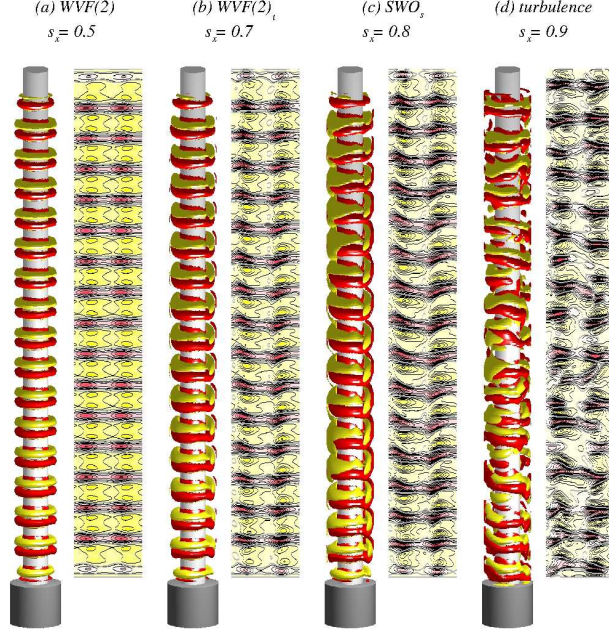 (a) WVF(2)
s_x= 0.5
(b) WVF(2)_t
s_x= 0.7
(c) SWO_s
s_x= 0.8
(d) turbulence
s_x= 0.9